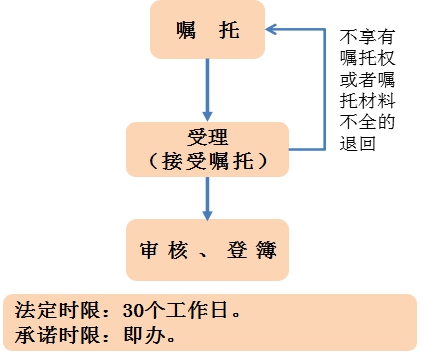 嘱 托
不享有
嘱托权
或者嘱
托材料
不全的
退回
受理
（接受嘱托）
审核、登簿
法定时限：30个工作日。
承诺时限：即办。